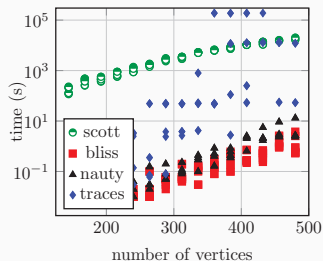 10^5
10^3
10^1
10^−1
time (s)
scott
bliss
nauty
traces
200 300 400 500
number of vertices